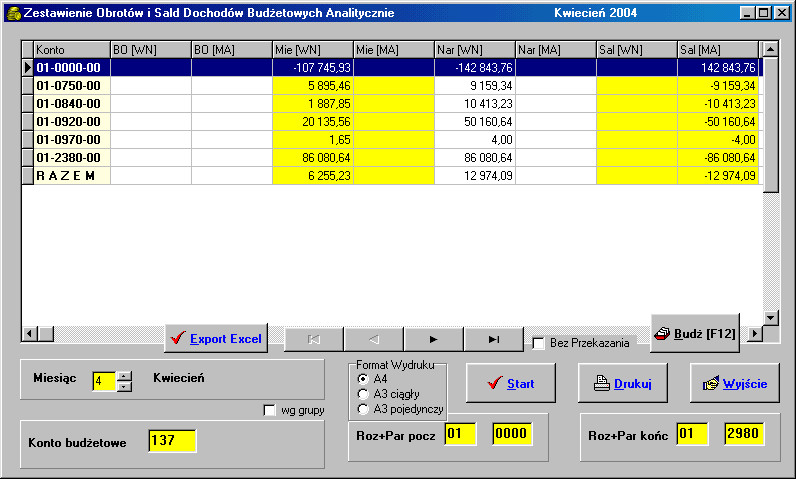 Zestawienie Obrotów i Sald Dochodów Budżetowych Analitycznie Kwiecień 2004
Konto BO [WN] BO [MA] Mie [WN] Mie [MA] Nar [WN] Nar [MA] Sal [WN] Sal [MA]
01-0000-00 -107 745,93 -142 843,76 142 843,76
01-0750-00 5 895,46 9 159,34 -9 159,34
01-0840-00 1 887,85 10 413,23 -10 413,23
01-0920-00 20 135,56 50 160,64 -50 160,64
01-0970-00 1,65 4,00 -4,00
01-2380-00 86 080,64 86 080,64 -86 080,64
R A Z E M 6 255,23 12 974,09 -12 974,09
Export Excel Bez Przekazania Budż [F12]
Miesiąc 4 Kwiecień
wg grupy
Format Wydruku
A4
A3 ciągły
A3 pojedynczy
Start Drukuj Wyjście
Konto budżetowe 137
Roz+Par pocz 01 0000
Roz+Par końc 01 2980